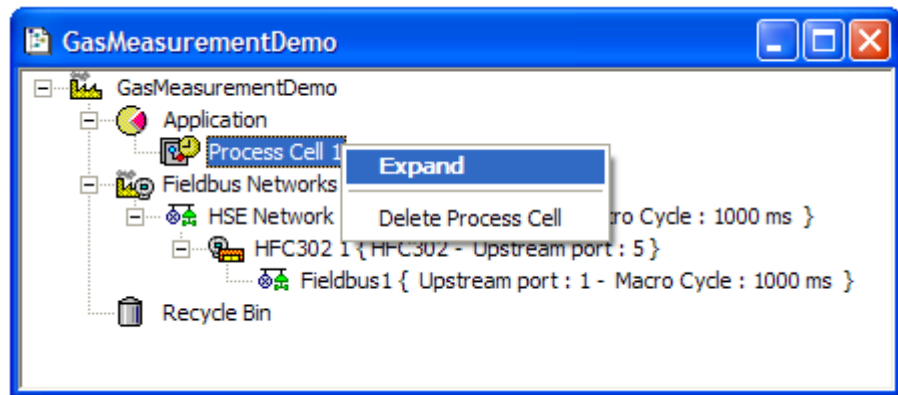 GasMeasurementDemo
GasMeasurementDemo
Application
Process Cell 1
Expand
Fieldbus Networks
Delete Process Cell
HSE Network ro Cycle : 1000 ms }
HFC302 1 { HFC302 - Upstream port : 5 }
Fieldbus1 { Upstream port : 1 - Macro Cycle : 1000 ms }
Recycle Bin